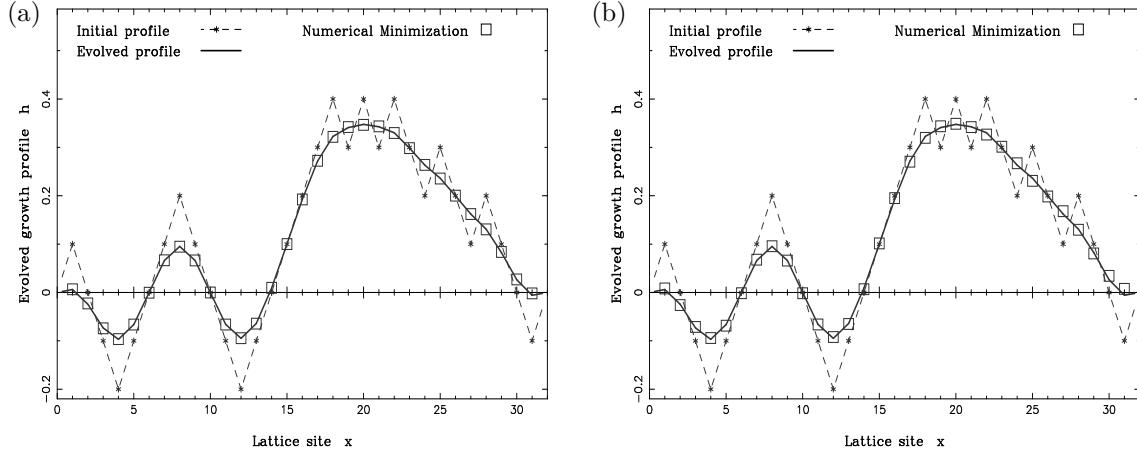 (a)
Initial profile
Numerical Minimization
Evolved profile
Evolved growth profile h
0.4
0.2
0
−0.2
0 5 10 15 20 25 30
Lattice site x
(b)
Initial profile
Numerical Minimization
Evolved profile
Evolved growth profile h
0.4
0.2
0
−0.2
0 5 10 15 20 25 30
Lattice site x